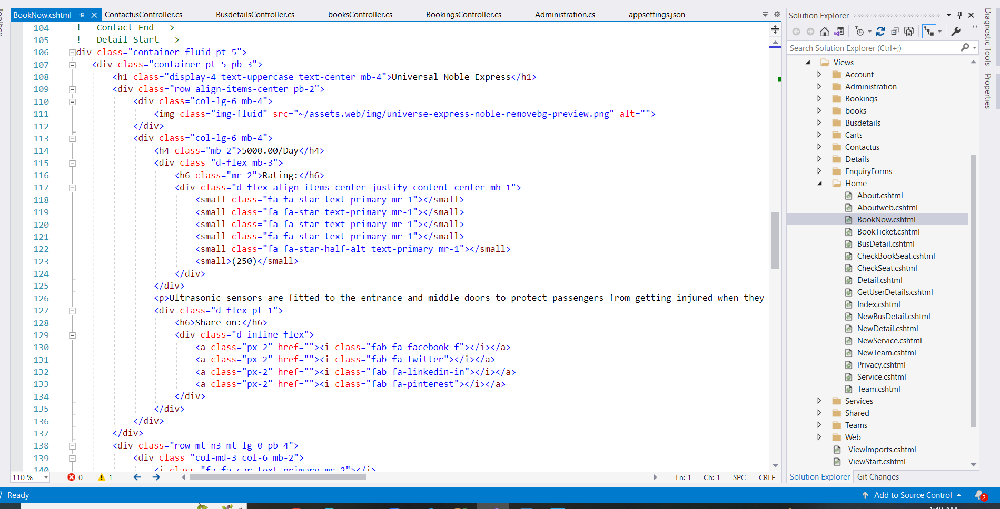 BookNow.cshtml
ContactusController.cs
BusdetailsController.cs
booksController.cs
BookingsController.cs
Administration.cs
appsettings.json
104 !-- Contact End -->
105 !-- Detail Start -->
106 div class="container-fluid pt-5">
107 <div class="container pt-5 pb-3">
108 <h1 class="display-4 text-uppercase text-center mb-4">Universal Noble Express</h1>
109 <div class="row align-items-center pb-2">
110 <div class="col-lg-6 mb-4">
111 <img class="img-fluid" src="~/assets.web/img/universe-express-noble-removebg-preview.png" alt="">
112 </div>
113 <div class="col-lg-6 mb-4">
114 <h4 class="mb-2">5000.00/Day</h4>
115 <div class="d-flex mb-3">
116 <h6 class="mr-2">Rating:</h6>
117 <div class="d-flex align-items-center justify-content-center mb-1">
118 <small class="fa fa-star text-primary mr-1"></small>
119 <small class="fa fa-star text-primary mr-1"></small>
120 <small class="fa fa-star text-primary mr-1"></small>
121 <small class="fa fa-star text-primary mr-1"></small>
122 <small class="fa fa-star-half-alt text-primary mr-1"></small>
123 <small>(250)</small>
124 </div>
125 </div>
126 <p>Ultrasonic sensors are fitted to the entrance and middle doors to protect passengers from getting injured when they
127 <div class="d-flex pt-1">
128 <h6>Share on:</h6>
129 <div class="d-inline-flex">
130 <a class="px-2" href=""><i class="fab fa-facebook-f"></i></a>
131 <a class="px-2" href=""><i class="fab fa-twitter"></i></a>
132 <a class="px-2" href=""><i class="fab fa-linkedin-in"></i></a>
133 <a class="px-2" href=""><i class="fab fa-pinterest"></i></a>
134 </div>
135 </div>
136 </div>
137 </div>
138 <div class="row mt-n3 mt-lg-0 pb-4">
139 <div class="col-md-3 col-6 mb-2">
140 <i class="fa fa-car text-primary mr-2"></i>
110 %
0
1
Ln: 1
Ch: 1
SPC
CRLF
Solution Explorer
Search Solution Explorer (Ctrl+;)
Views
Account
Administration
Bookings
books
Busdetails
Carts
Contactus
Details
EnquiryForms
Home
About.cshtml
Aboutweb.cshtml
BookNow.cshtml
BookTicket.cshtml
BusDetail.cshtml
CheckBookSeat.cshtml
CheckSeat.cshtml
Detail.cshtml
GetUserDetails.cshtml
Index.cshtml
NewBusDetail.cshtml
NewDetail.cshtml
NewService.cshtml
NewTeam.cshtml
Privacy.cshtml
Service.cshtml
Team.cshtml
Services
Shared
Teams
Web
_ViewImports.cshtml
_ViewStart.cshtml
Solution Explorer
Git Changes
Diagnostic Tools
Properties
Ready
Add to Source Control
2